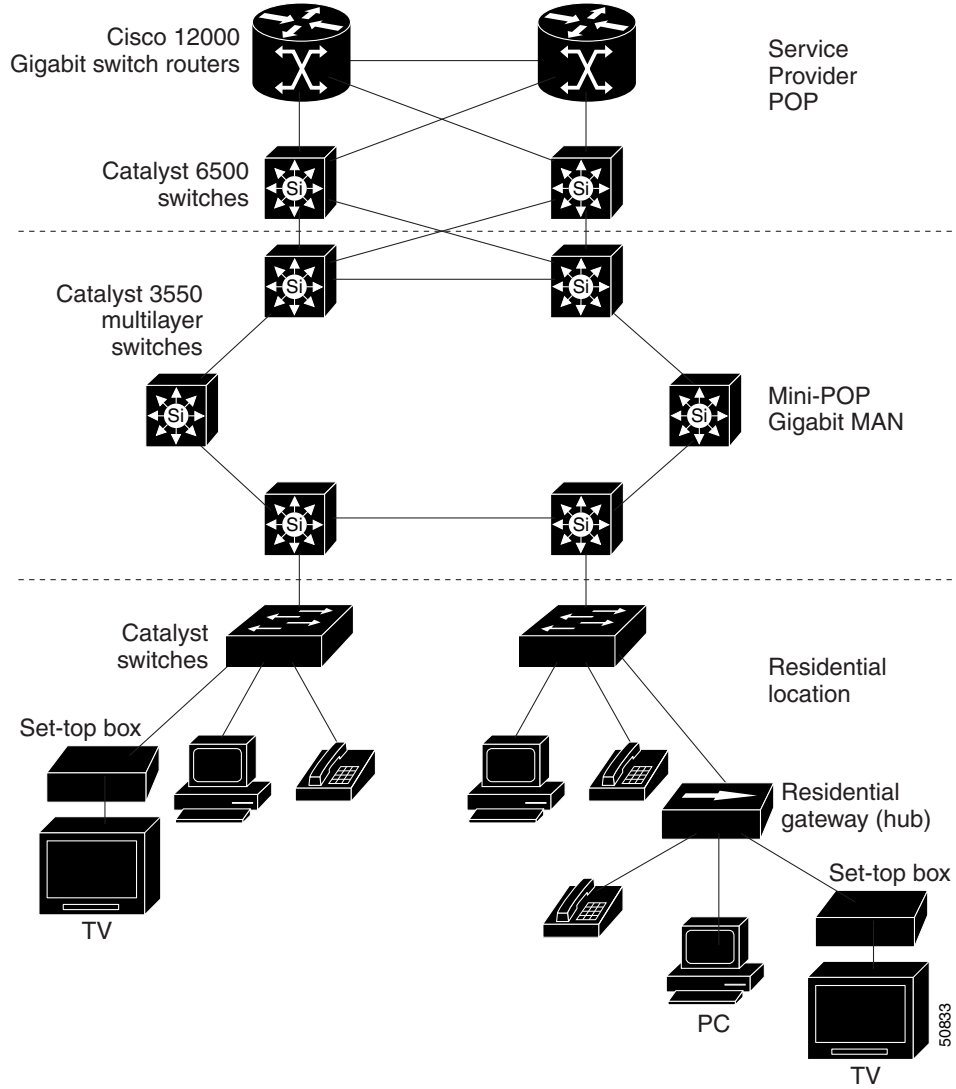 Cisco 12000
Gigabit switch routers
Service
Provider
POP
Catalyst 6500
switches
Si
Si
Si
Si
Catalyst 3550
multilayer
switches
Si
Si
Mini-POP
Gigabit MAN
Si
Si
Catalyst
switches
Residential
location
Set-top box
Residential
gateway (hub)
Set-top box
TV
PC
TV
50833